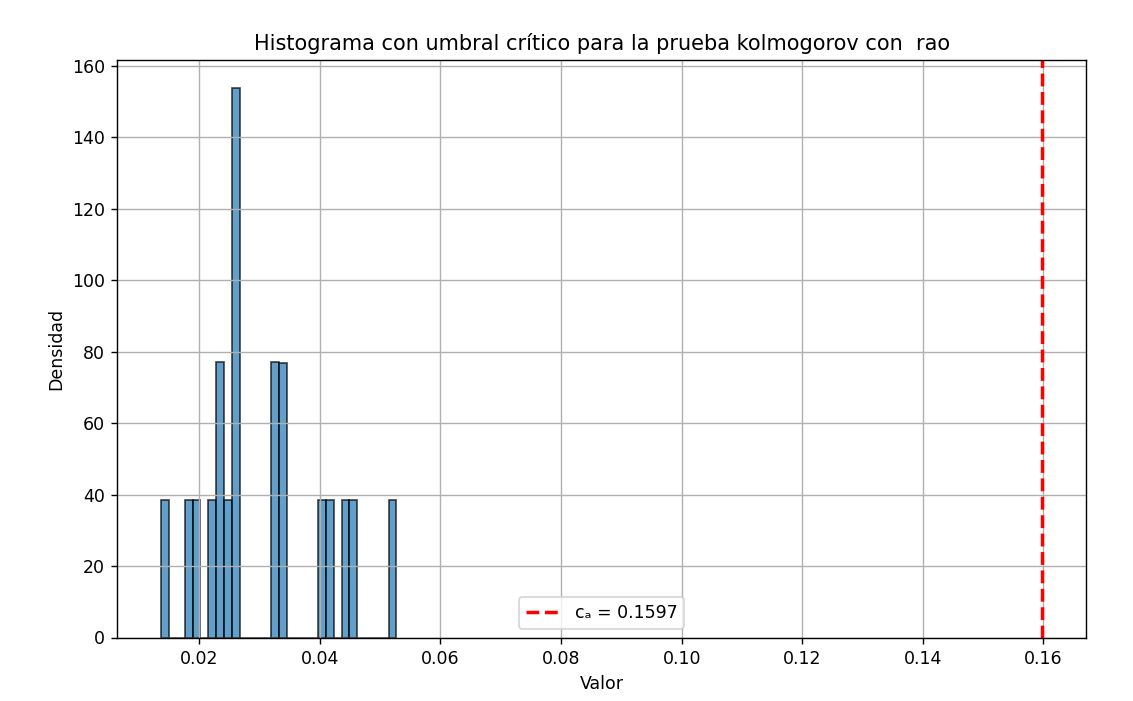 Histograma con umbral crítico para la prueba kolmogorov con  rao
160
140
120
100
80
60
40
20
0
Densidad
cₐ = 0.1597
0.02 0.04 0.06 0.08 0.10 0.12 0.14 0.16
Valor